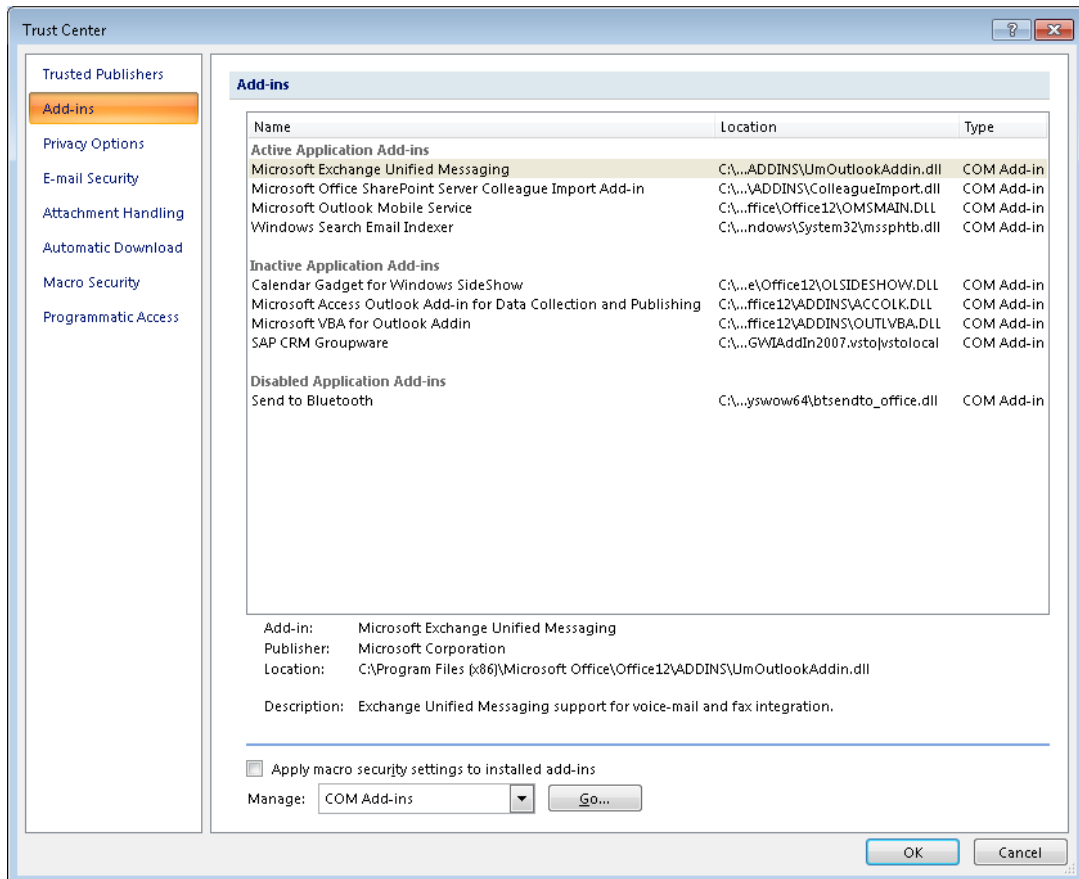 Trust Center
Trusted Publishers
Add-ins
Privacy Options
E-mail Security
Attachment Handling
Automatic Download
Macro Security
Programmatic Access
Add-ins
Name Location Type
Active Application Add-ins
Microsoft Exchange Unified Messaging C:\...ADDINS\UmOutlookAddin.dll COM Add-in
Microsoft Office SharePoint Server Colleague Import Add-in C:\...\ADDINS\ColleagueImport.dll COM Add-in
Microsoft Outlook Mobile Service C:\...ffice\Office12\OMSMAIN.DLL COM Add-in
Windows Search Email Indexer C:\...ndows\System32\mssphtb.dll COM Add-in
Inactive Application Add-ins
Calendar Gadget for Windows SideShow C:\...e\Office12\OLSIDESHOW.DLL COM Add-in
Microsoft Access Outlook Add-in for Data Collection and Publishing C:\...ffice12\ADDINS\ACCOLK.DLL COM Add-in
Microsoft VBA for Outlook Addin C:\...ffice12\ADDINS\OUTLVBA.DLL COM Add-in
SAP CRM Groupware C:\...GWIAddIn2007.vsto|vstolocal COM Add-in
Disabled Application Add-ins
Send to Bluetooth C:\...yswow64\btsendto_office.dll COM Add-in
Add-in: Microsoft Exchange Unified Messaging
Publisher: Microsoft Corporation
Location: C:\Program Files (x86)\Microsoft Office\Office12\ADDINS\UmOutlookAddin.dll
Description: Exchange Unified Messaging support for voice-mail and fax integration.
Apply macro security settings to installed add-ins
Manage: COM Add-ins Go...
OK Cancel